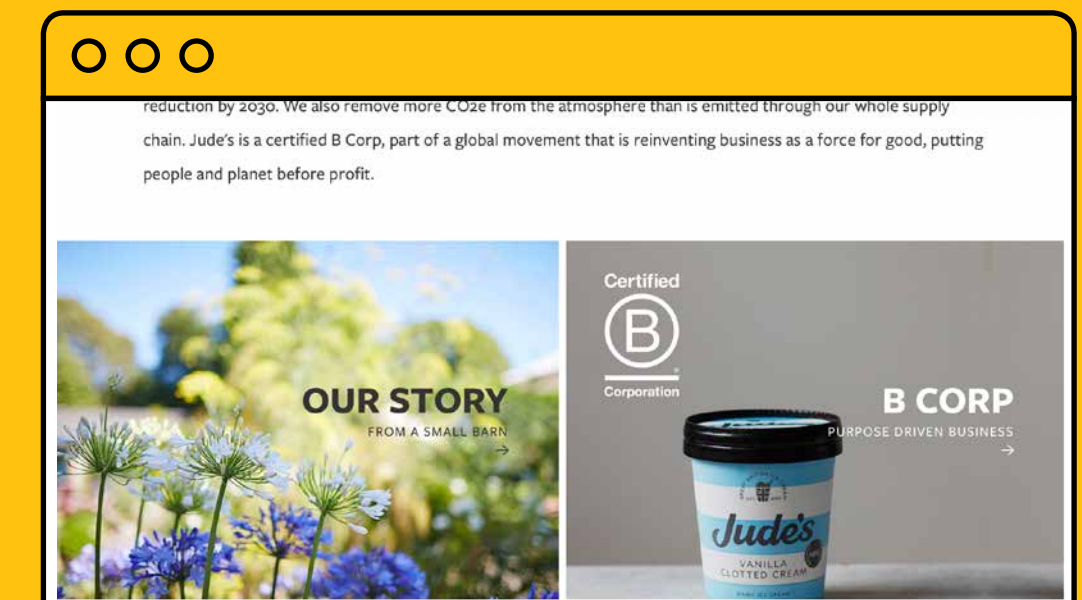 reduction by 2030. We also remove more CO2e from the atmosphere than is emitted through our whole supply
chain. Jude's is a certified B Corp, part of a global movement that is reinventing business as a force for good, putting
people and planet before profit.
OUR STORY
FROM A SMALL BARN
→
Certified
B
®
Corporation
B CORP
PURPOSE DRIVEN BUSINESS
→
Jude's
VANILLA
CLOTTED CREAM